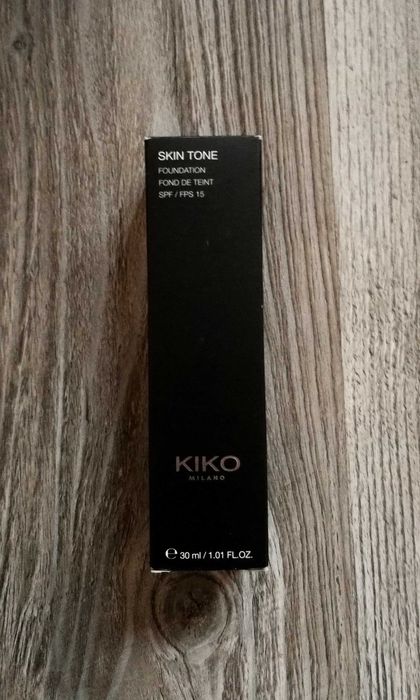 SKIN TONE
FOUNDATION
FOND DE TEINT
SPF / FPS 15
KIKO
MILANO
℮ 30 ml / 1.01 FL.OZ.